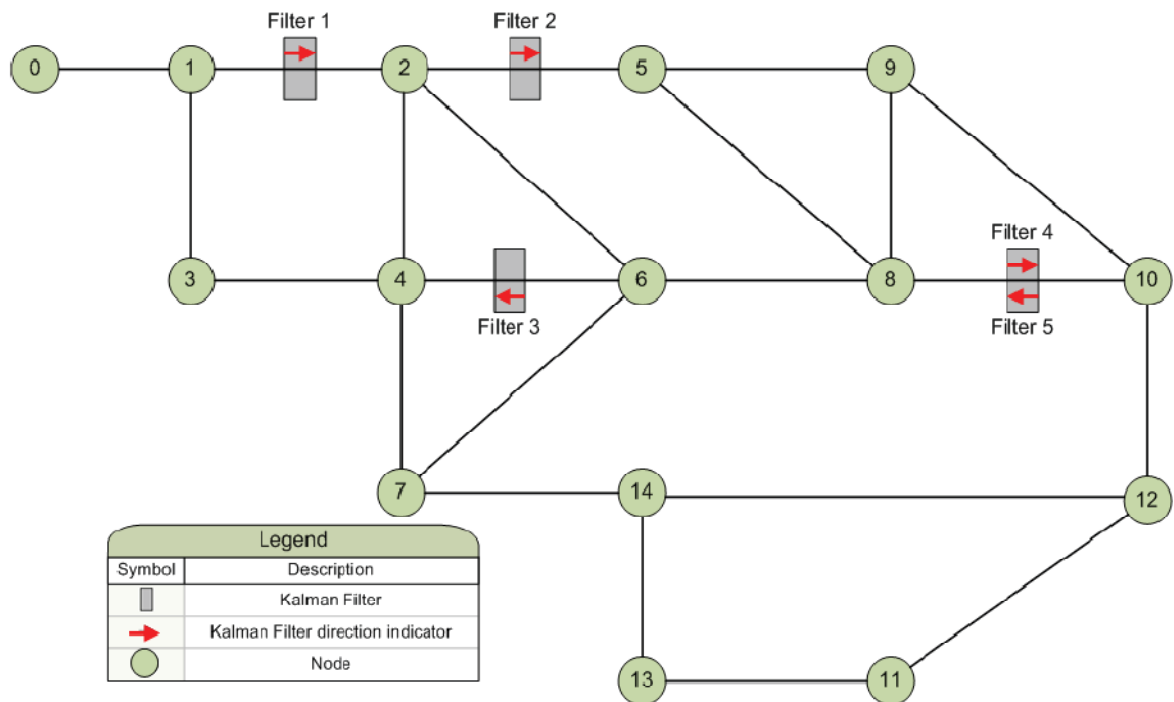 Filter 1
Filter 2
0
1
2
5
9
Filter 4
3
4
6
8
10
Filter 3
Filter 5
7
14
12
Legend
Symbol Description
Kalman Filter
Kalman Filter direction indicator
Node
13
11